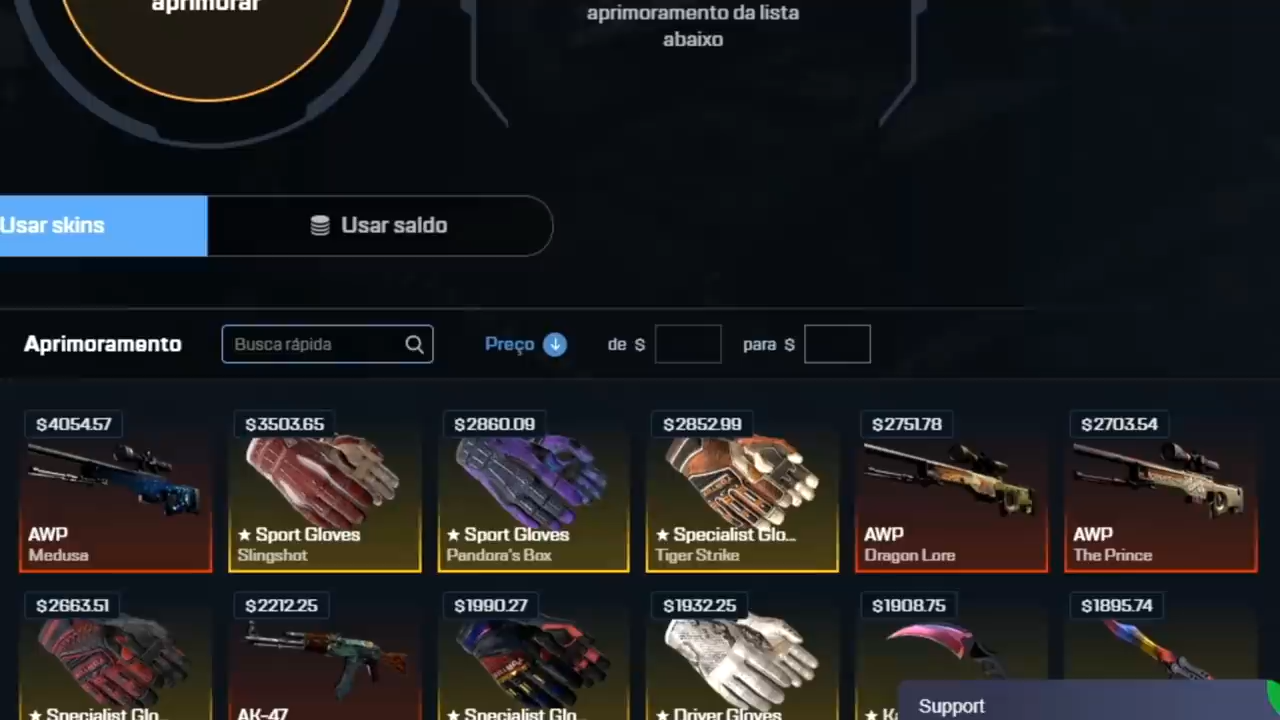 aprimorar
aprimoramento da lista
abaixo
Usar skins
Usar saldo
Aprimoramento
Busca rápida
Preço
de $
para $
$4054.57
$3503.65
$2860.09
$2852.99
$2751.78
$2703.54
AWP
Medusa
★ Sport Gloves
Slingshot
★ Sport Gloves
Pandora's Box
★ Specialist Glo...
Tiger Strike
AWP
Dragon Lore
AWP
The Prince
$2663.51
$2212.25
$1990.27
$1932.25
$1908.75
$1895.74
★ Specialist Glo...
AK-47
★ Specialist Glo...
★ Driver Gloves
Support